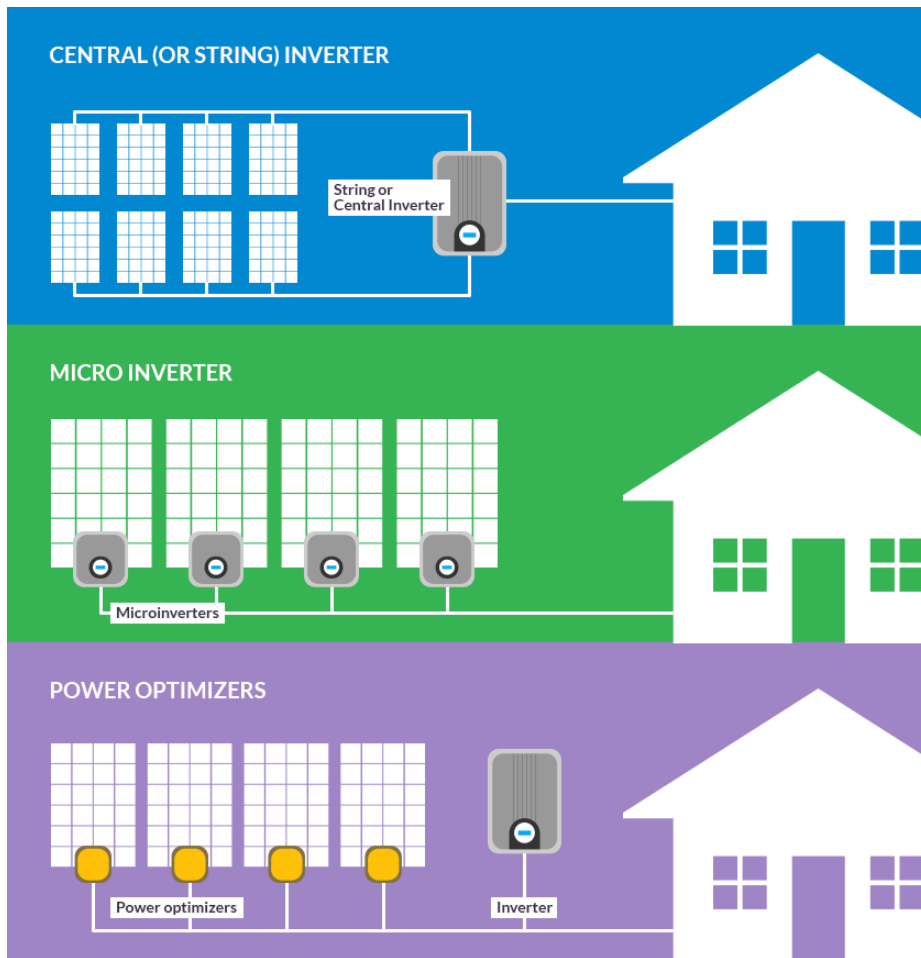 CENTRAL (OR STRING) INVERTER
String or
Central Inverter
MICRO INVERTER
Microinverters
POWER OPTIMIZERS
Power optimizers
Inverter